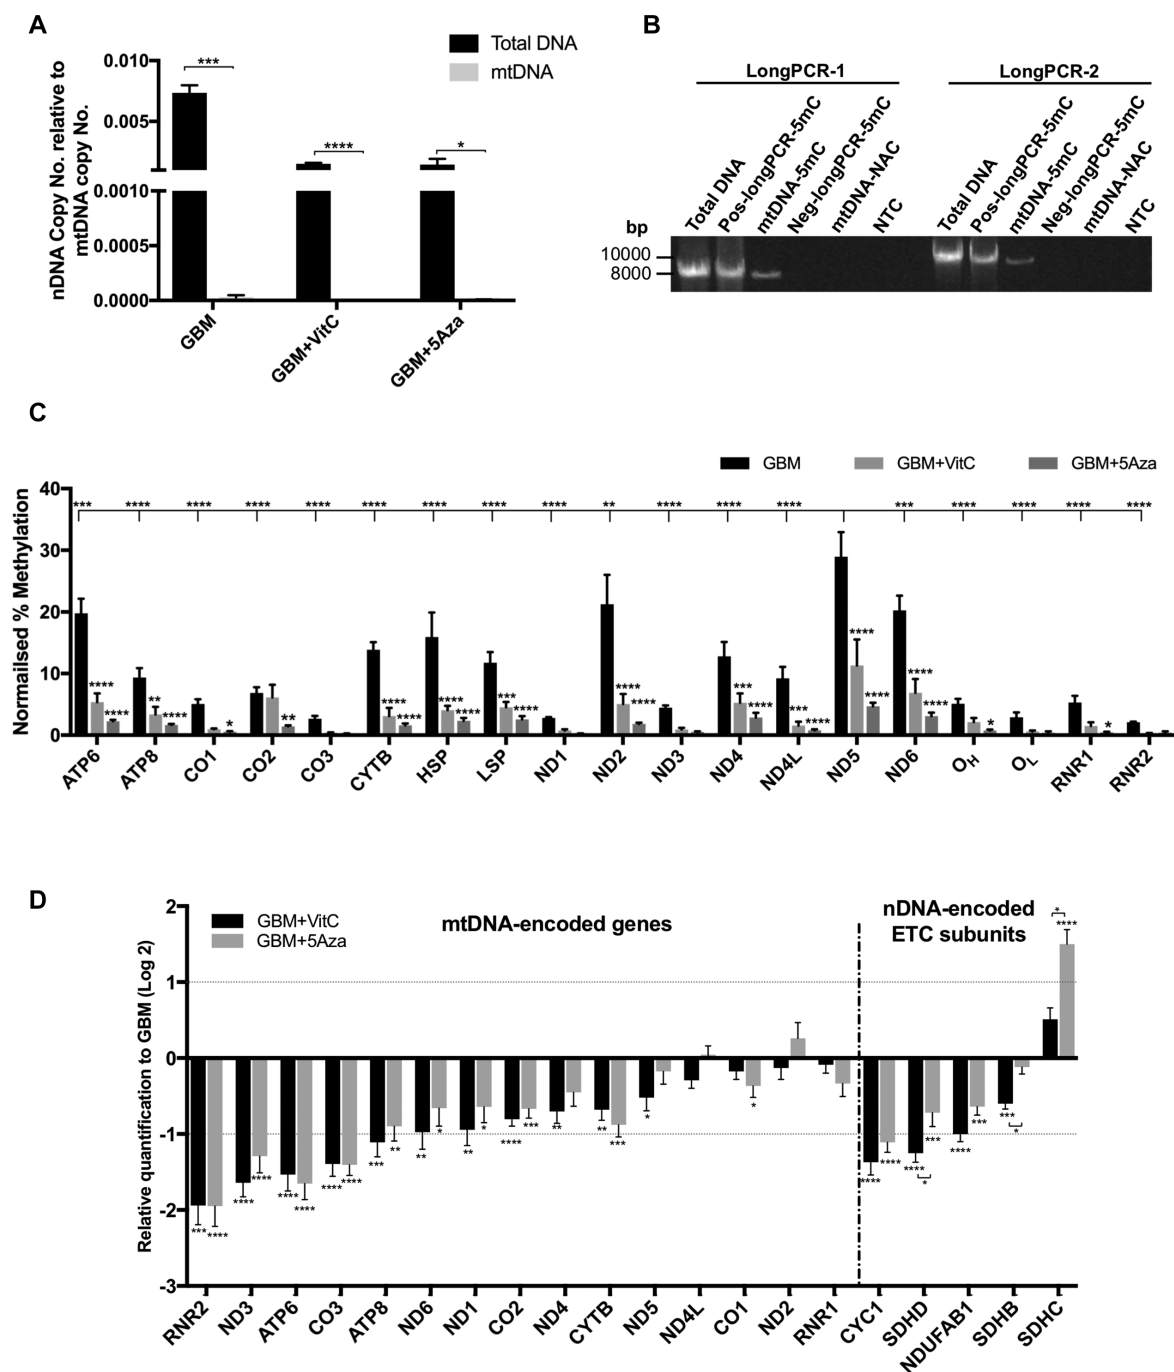 A
Total DNA
mtDNA
nDNA Copy No. relative to
mtDNA copy No.
0.010
0.005
0.0010
0.0005
0.0000
***
****
*
GBM
GBM+VitC
GBM+5Aza
B
LongPCR-1
LongPCR-2
Total DNA
Pos-longPCR-5mC
mtDNA-5mC
Neg-longPCR-5mC
mtDNA-NAC
NTC
Total DNA
Pos-longPCR-5mC
mtDNA-5mC
Neg-longPCR-5mC
mtDNA-NAC
NTC
bp
10000
8000
C
GBM
GBM+VitC
GBM+5Aza
Normailsed % Methylation
40
30
20
10
0
*** **** **** **** **** **** **** **** **** ** **** **** **** *** **** **** **** ****
**** **** ** **** * ** **** **** **** **** *** **** **** **** *** **** *** **** **** **** **** **** * *
ATP6
ATP8
CO1
CO2
CO3
CYTB
HSP
LSP
ND1
ND2
ND3
ND4
ND4L
ND5
ND6
OH
OL
RNR1
RNR2
D
GBM+VitC
GBM+5Aza
mtDNA-encoded genes
nDNA-encoded
ETC subunits
Relative quantification to GBM (Log 2)
2
1
0
-1
-2
-3
*** **** **** **** **** **** **** **** *** ** ** * ** * **** *** ** ** *** * * **** **** **** *** * **** *** *** * **** *
RNR2
ND3
ATP6
CO3
ATP8
ND6
ND1
CO2
ND4
CYTB
ND5
ND4L
CO1
ND2
RNR1
CYC1
SDHD
NDUFAB1
SDHB
SDHC